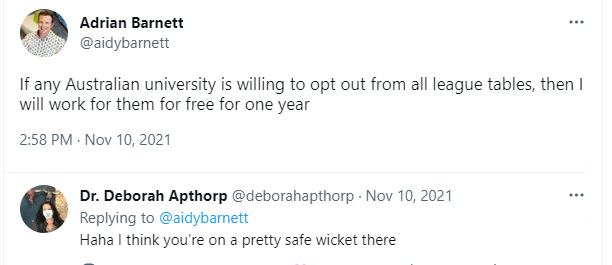 Adrian Barnett
@aidybarnett
If any Australian university is willing to opt out from all league tables, then I
will work for them for free for one year
2:58 PM · Nov 10, 2021
Dr. Deborah Apthorp @deborahapthorp · Nov 10, 2021
Replying to @aidybarnett
Haha I think you’re on a pretty safe wicket there